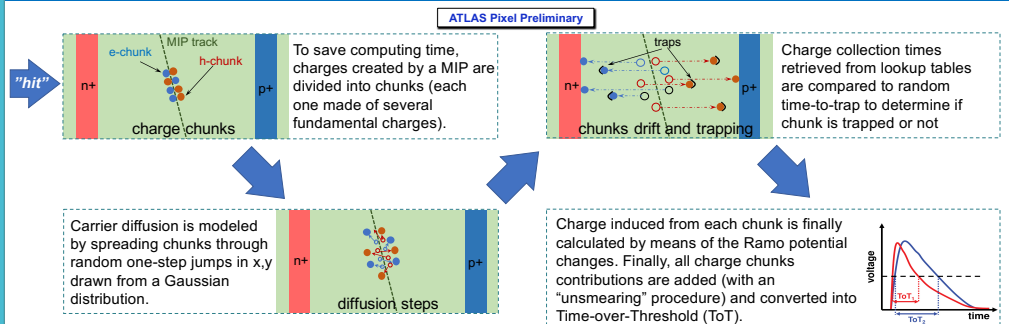 ATLAS Pixel Preliminary
"hit"
n+
e-chunk
MIP track
h-chunk
p+
charge chunks
To save computing time,
charges created by a MIP are
divided into chunks (each
one made of several
fundamental charges).
Carrier diffusion is modeled
by spreading chunks through
random one-step jumps in x,y
drawn from a Gaussian
distribution.
n+
p+
diffusion steps
n+
traps
p+
chunks drift and trapping
Charge collection times
retrieved from lookup tables
are compared to random
time-to-trap to determine if
chunk is trapped or not
Charge induced from each chunk is finally
calculated by means of the Ramo potential
changes. Finally, all charge chunks
contributions are added (with an
“unsmearing” procedure) and converted into
Time-over-Threshold (ToT).
voltage
ToT1
ToT2
time